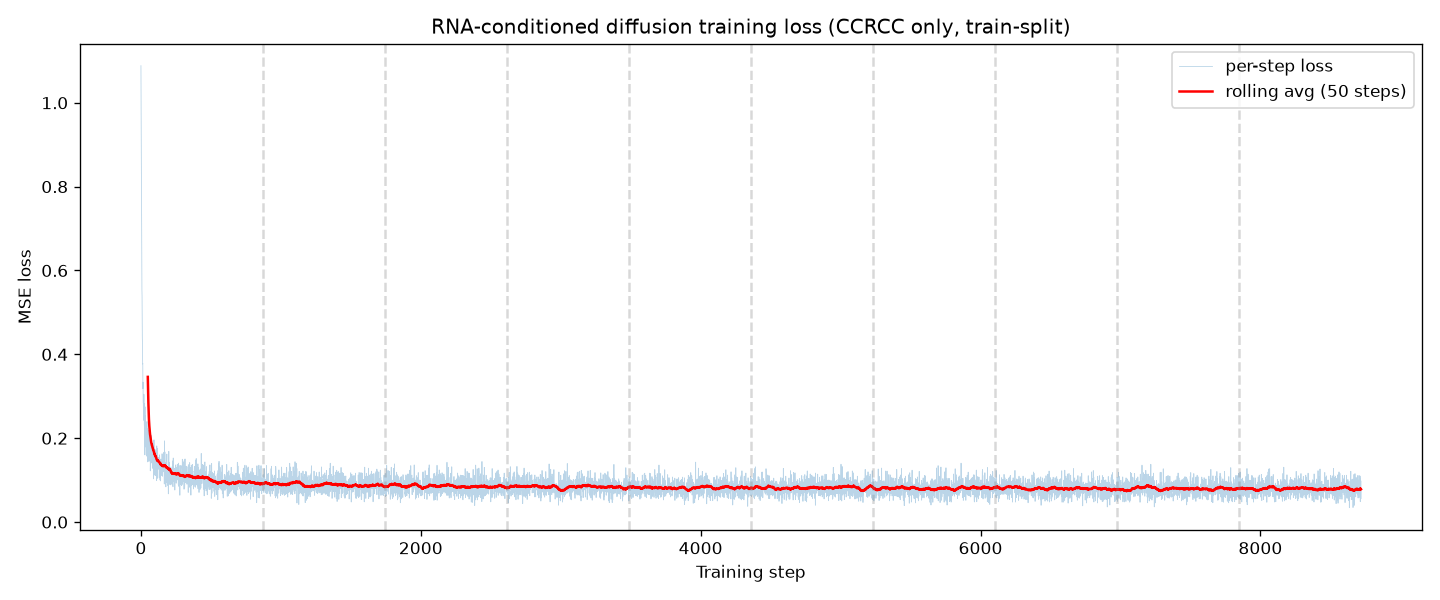 RNA-conditioned diffusion training loss (CCRCC only, train-split)
per-step loss
rolling avg (50 steps)
MSE loss
1.0
0.8
0.6
0.4
0.2
0.0
0
2000
4000
6000
8000
Training step